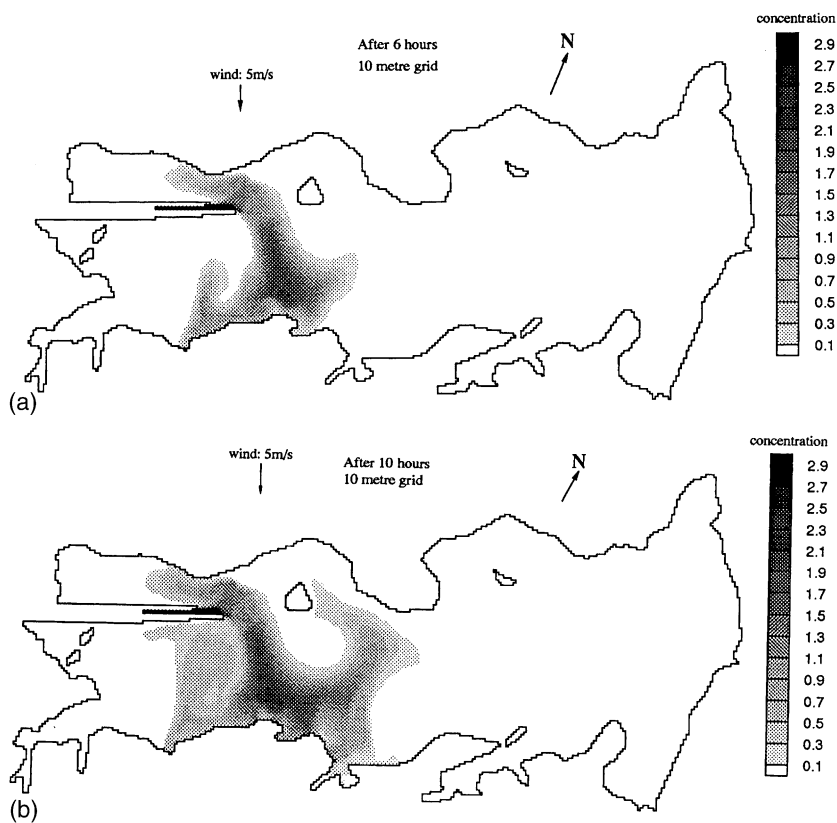 concentration
After 6 hours
10 metre grid
N
wind: 5m/s
2.9
2.7
2.5
2.3
2.1
1.9
1.7
1.5
1.3
1.1
0.9
0.7
0.5
0.3
0.1
(a)
concentration
wind: 5m/s
After 10 hours
10 metre grid
N
2.9
2.7
2.5
2.3
2.1
1.9
1.7
1.5
1.3
1.1
0.9
0.7
0.5
0.3
0.1
(b)